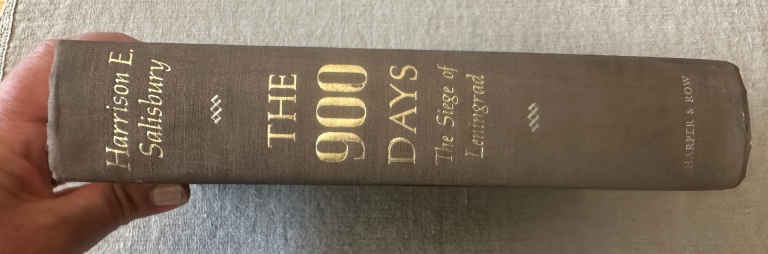 Harrison E.
Salisbury
THE
900
DAYS
The Siege of
Leningrad
HARPER & ROW